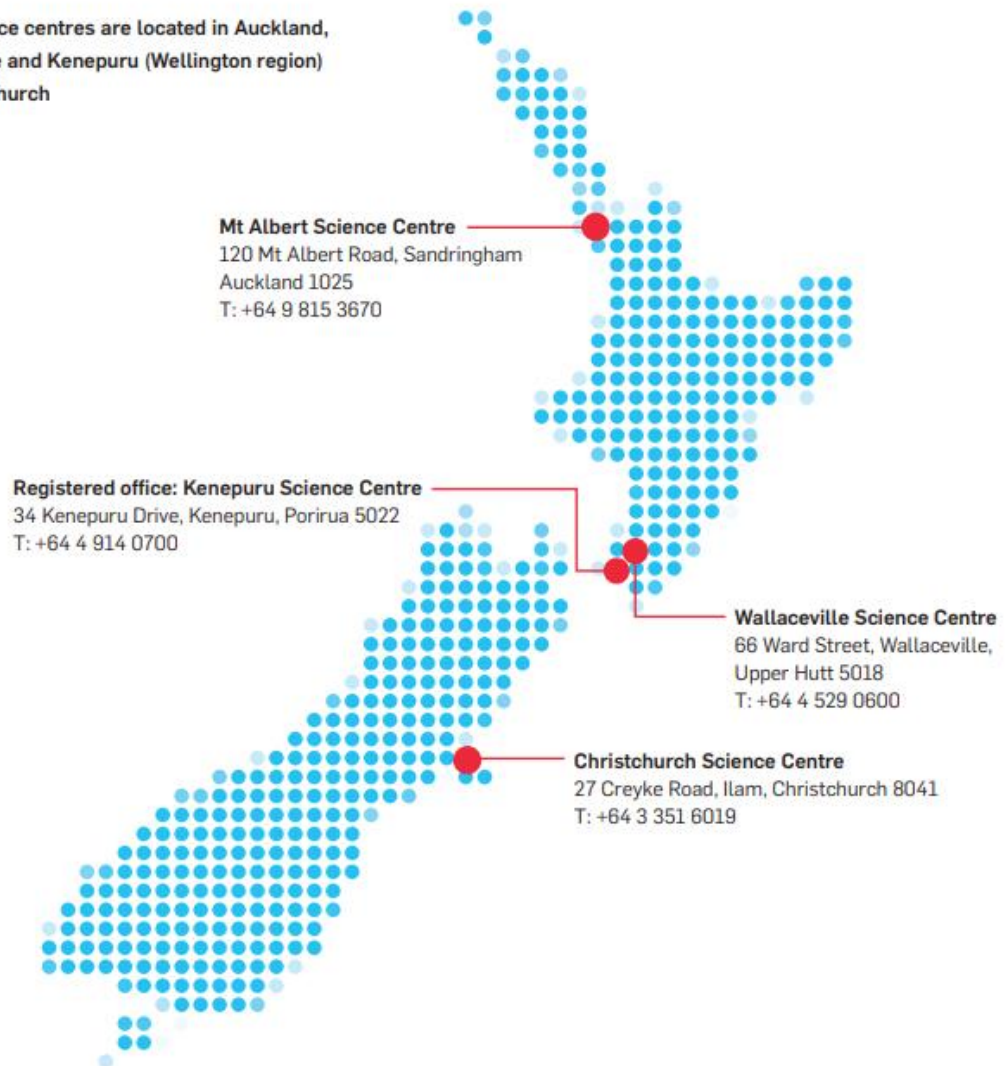 ce centres are located in Auckland,
e and Kenepuru (Wellington region)
hurch
Mt Albert Science Centre
120 Mt Albert Road, Sandringham
Auckland 1025
T: +64 9 815 3670
Registered office: Kenepuru Science Centre
34 Kenepuru Drive, Kenepuru, Porirua 5022
T: +64 4 914 0700
Wallaceville Science Centre
66 Ward Street, Wallaceville,
Upper Hutt 5018
T: +64 4 529 0600
Christchurch Science Centre
27 Creyke Road, Ilam, Christchurch 8041
T: +64 3 351 6019